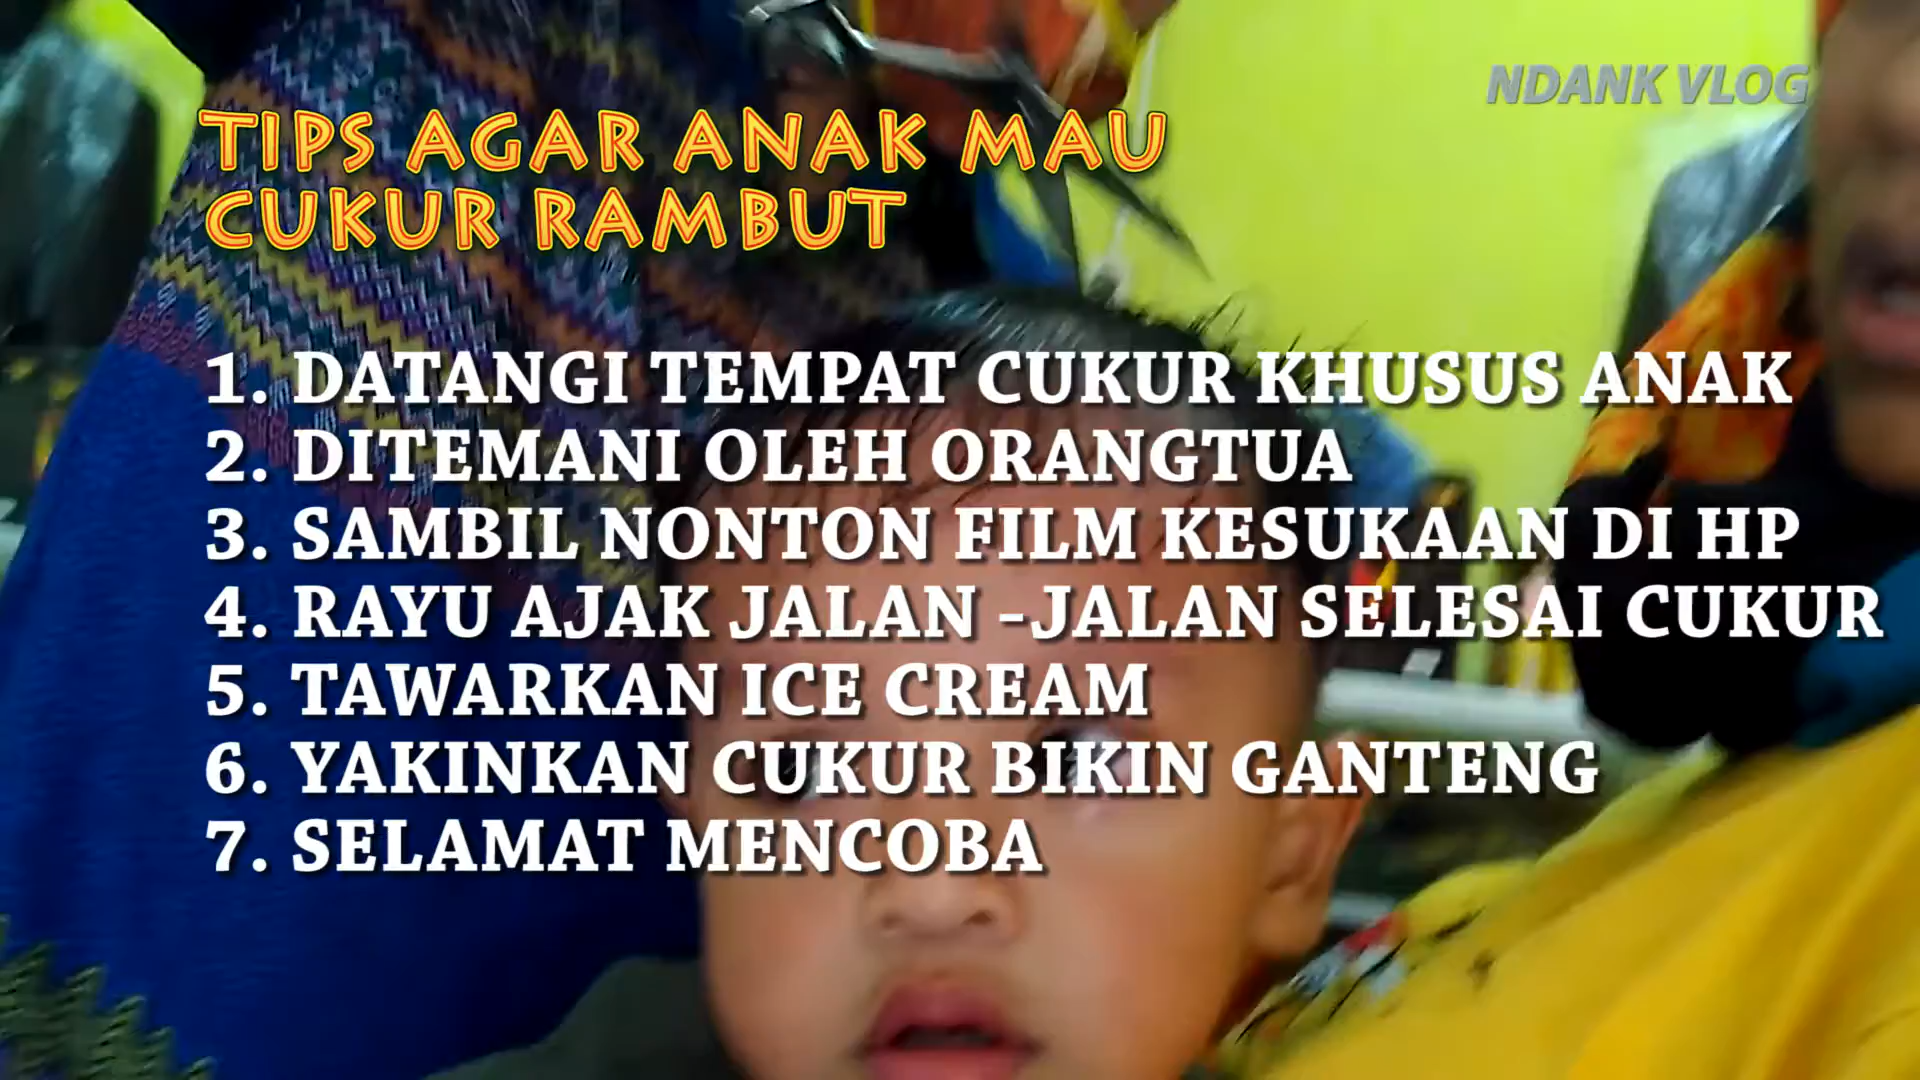 NDANK VLOG
TIPS AGAR ANAK MAU
CUKUR RAMBUT
1. DATANGI TEMPAT CUKUR KHUSUS ANAK
2. DITEMANI OLEH ORANGTUA
3. SAMBIL NONTON FILM KESUKAAN DI HP
4. RAYU AJAK JALAN -JALAN SELESAI CUKUR
5. TAWARKAN ICE CREAM
6. YAKINKAN CUKUR BIKIN GANTENG
7. SELAMAT MENCOBA